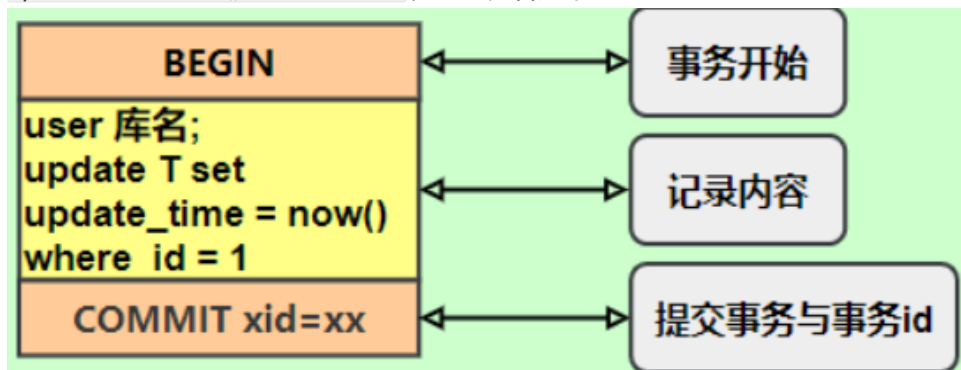 BEGIN
事务开始
user 库名;
update T set
update_time = now()
where id = 1
记录内容
COMMIT xid=xx
提交事务与事务id